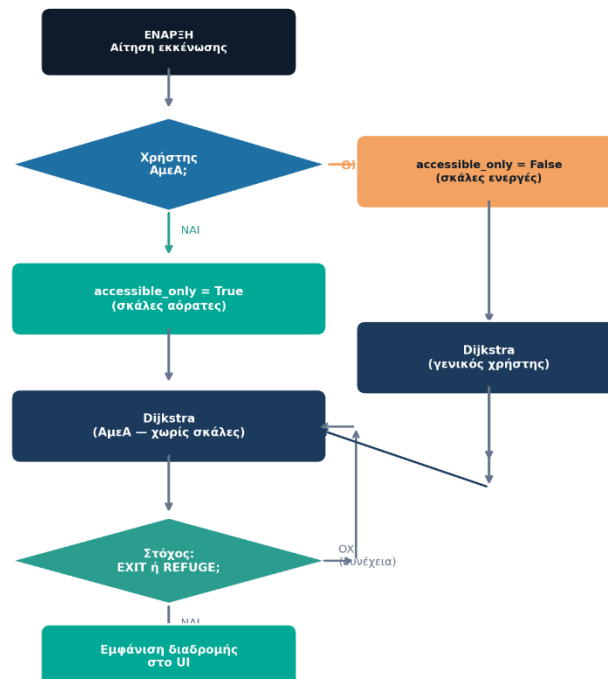 ΕΝΑΡΞΗ
Αίτηση εκκένωσης
Χρήστης
ΑμεΑ;
accessible_only = False
(σκάλες ενεργές)
ΝΑΙ
accessible_only = True
(σκάλες αόρατες)
Dijkstra
(γενικός χρήστης)
Dijkstra
(ΑμεΑ — χωρίς σκάλες)
Στόχος:
EXIT ή REFUGE;
ΟΧΙ
(συνέχεια)
ΝΑΙ
Εμφάνιση διαδρομής
στο UI